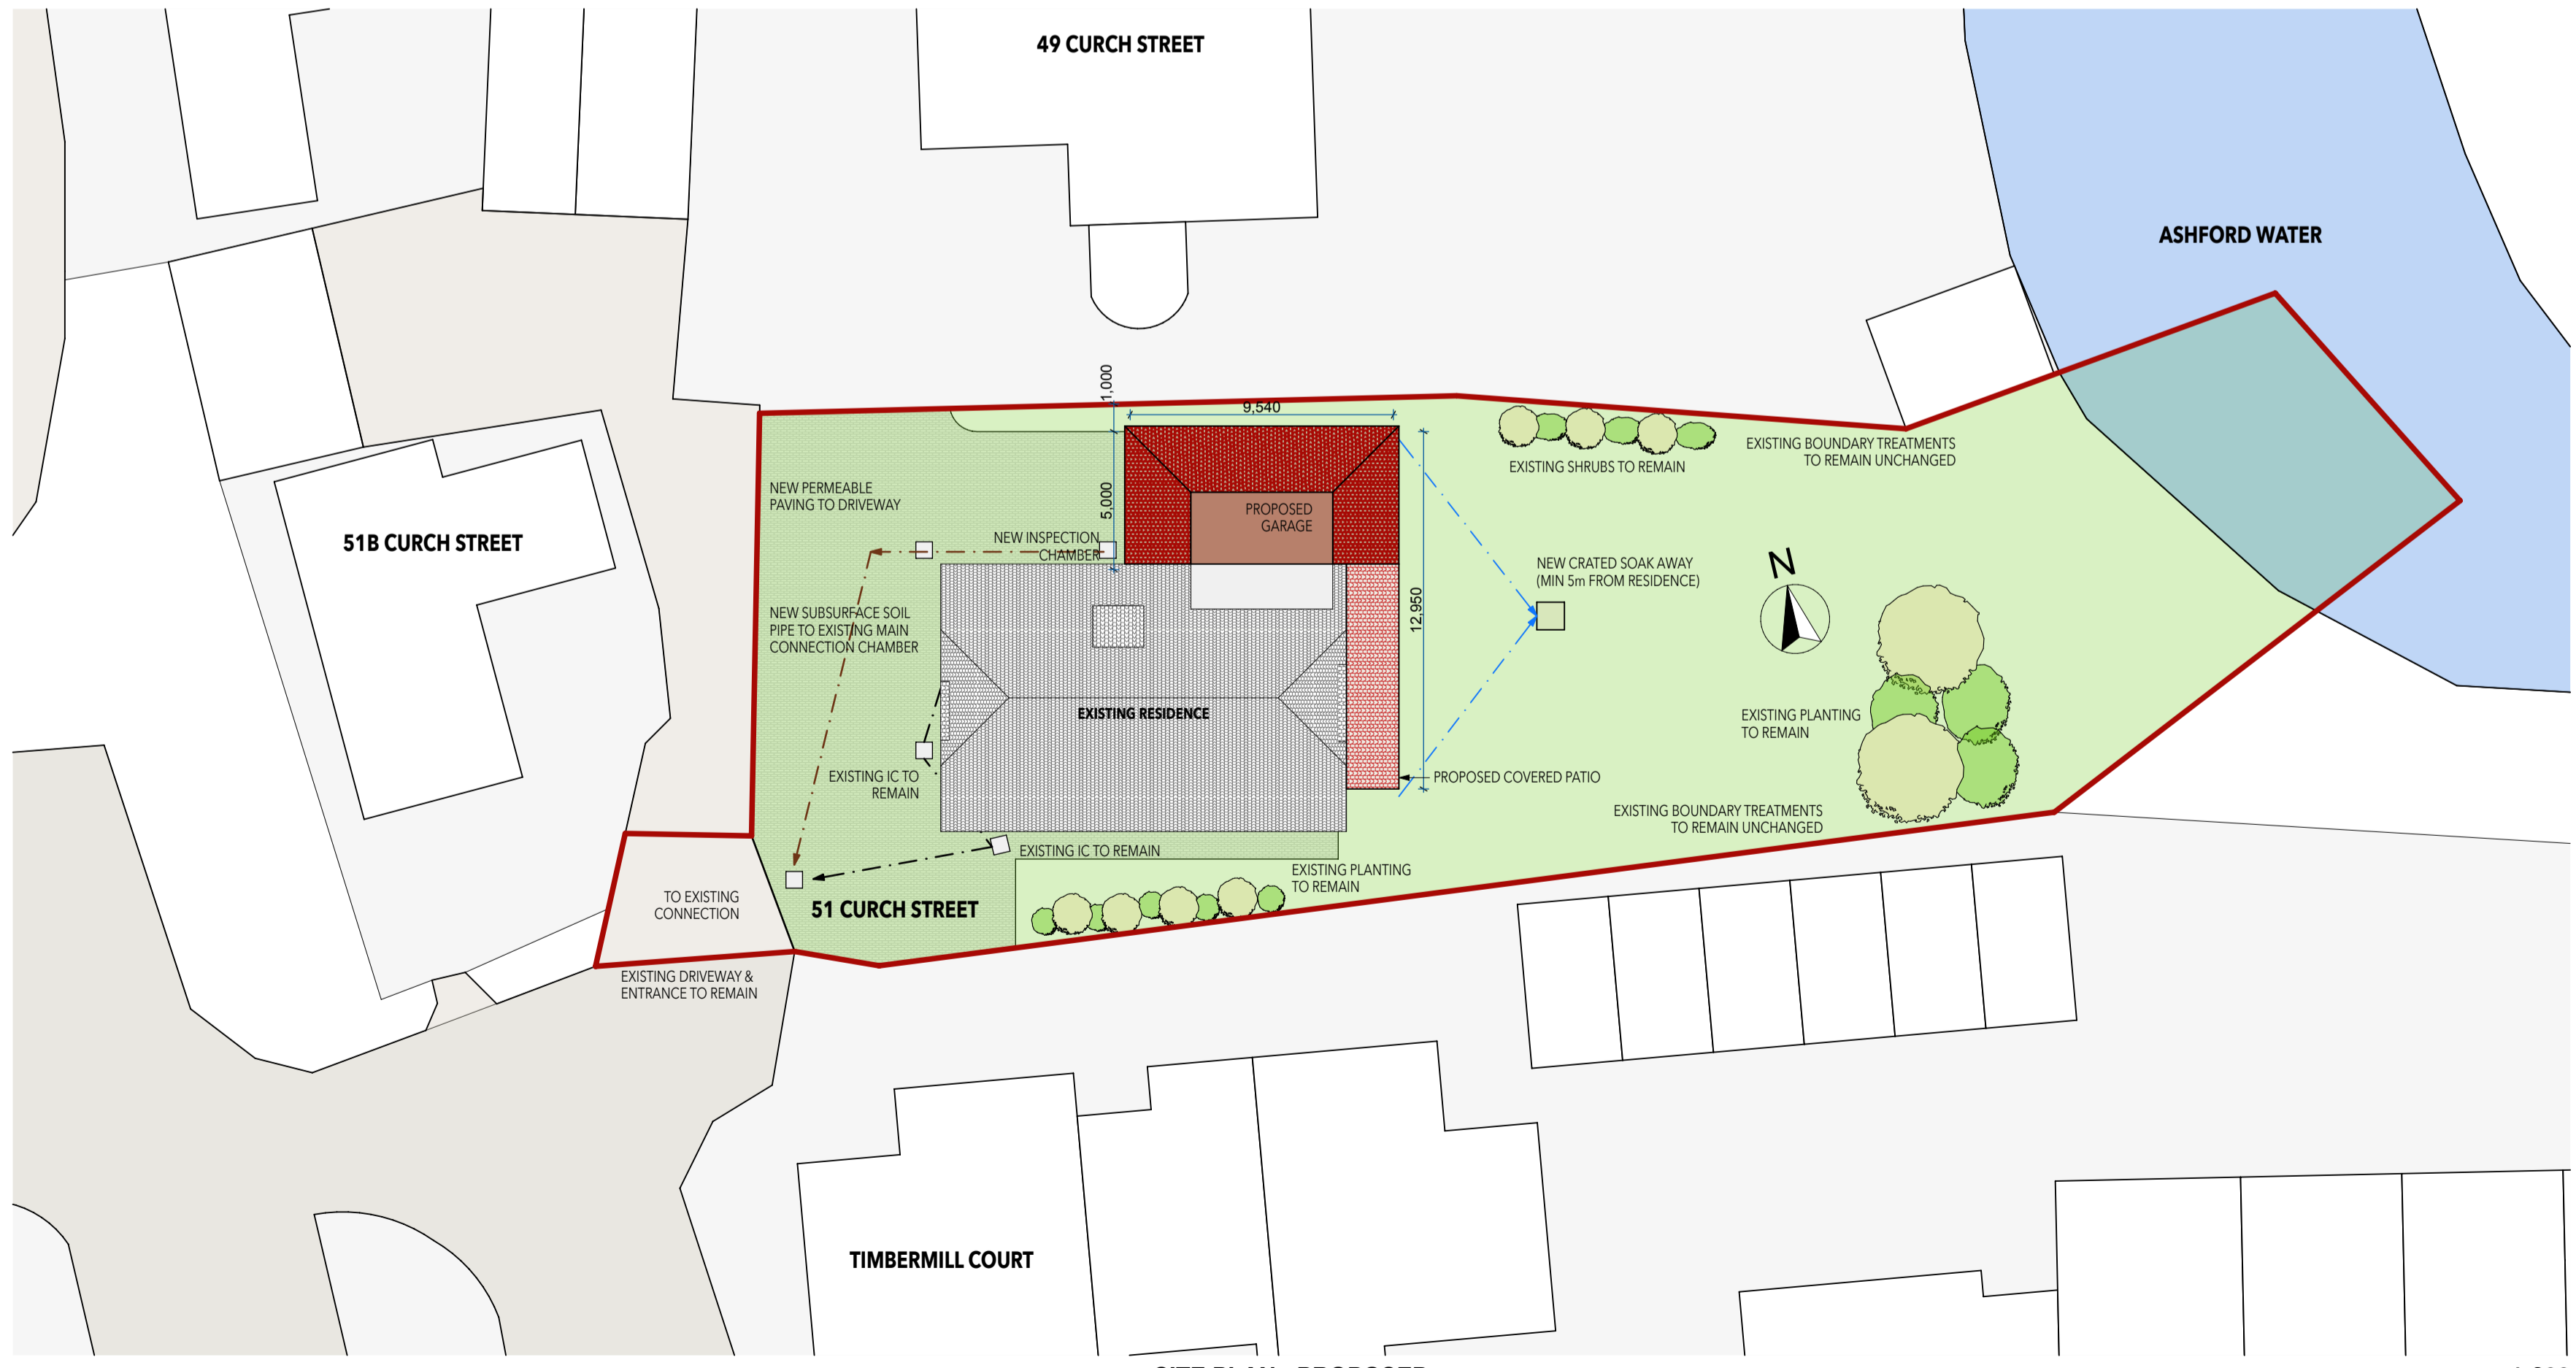 49 CURCH STREET
ASHFORD WATER
1,000
9,540
EXISTING BOUNDARY TREATMENTS
TO REMAIN UNCHANGED
EXISTING SHRUBS TO REMAIN
NEW PERMEABLE
PAVING TO DRIVEWAY
5,000
PROPOSED
GARAGE
51B CURCH STREET
NEW INSPECTION
CHAMBER
N
NEW CRATED SOAK AWAY
(MIN 5m FROM RESIDENCE)
12,950
NEW SUBSURFACE SOIL
PIPE TO EXISTING MAIN
CONNECTION CHAMBER
EXISTING RESIDENCE
EXISTING PLANTING
TO REMAIN
EXISTING IC TO
REMAIN
PROPOSED COVERED PATIO
EXISTING BOUNDARY TREATMENTS
TO REMAIN UNCHANGED
EXISTING IC TO REMAIN
EXISTING PLANTING
TO REMAIN
TO EXISTING
CONNECTION
51 CURCH STREET
EXISTING DRIVEWAY &
ENTRANCE TO REMAIN
TIMBERMILL COURT